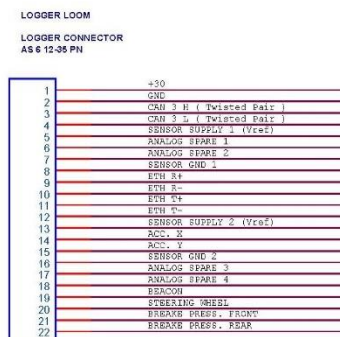 LOGGER LOOM
LOGGER CONNECTOR
AS 6 12-35 PN
1 +30
2 GND
3 CAN 3 H ( Twisted Pair )
4 CAN 3 L ( Twisted Pair )
5 SENSOR SUPPLY 1 (Vref)
6 ANALOG SPARE 1
7 ANALOG SPARE 2
8 SENSOR GND 1
9 ETH R+
10 ETH R-
11 ETH T+
12 ETH T-
13 SENSOR SUPPLY 2 (Vref)
14 ACC. X
15 ACC. Y
16 SENSOR GND 2
17 ANALOG SPARE 3
18 ANALOG SPARE 4
19 BEACON
20 STEERING WHEEL
21 BREAKE PRESS. FRONT
22 BREAKE PRESS. REAR